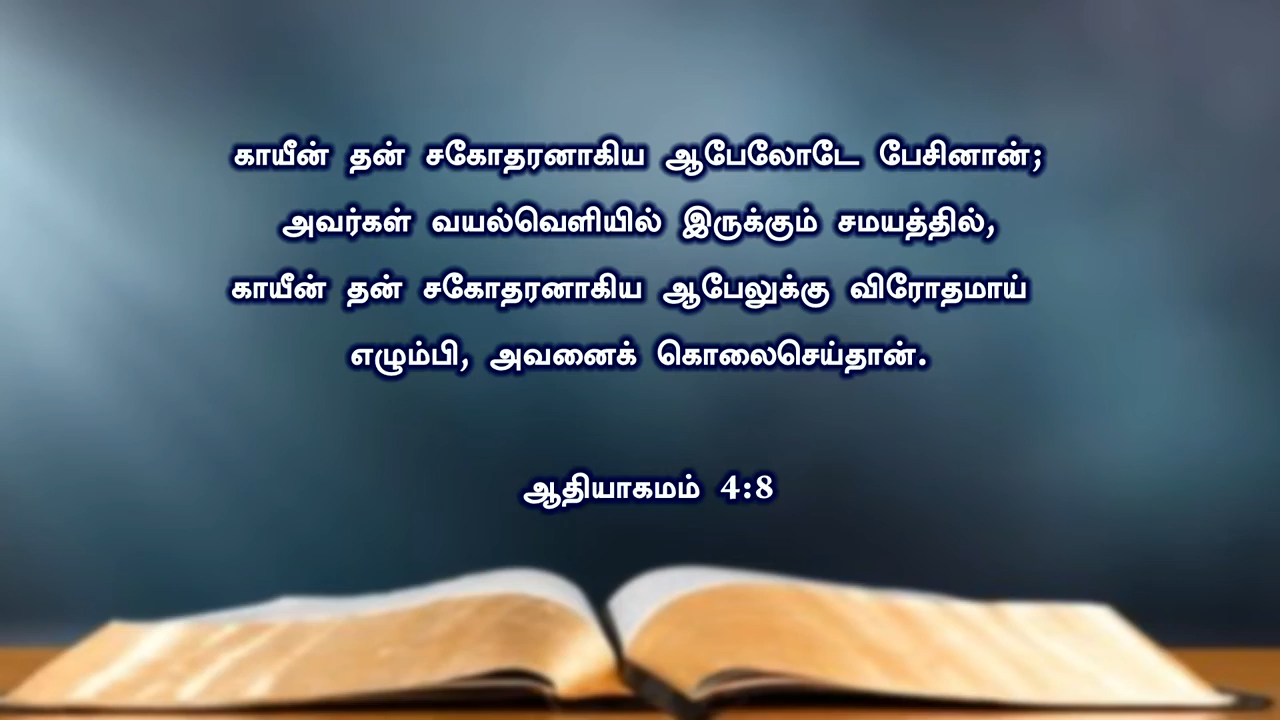 காயீன் தன் சகோதரனாகிய ஆபேலோடே பேசினான்;
அவர்கள் வயல்வெளியில் இருக்கும் சமயத்தில்,
காயீன் தன் சகோதரனாகிய ஆபேலுக்கு விரோதமாய்
எழும்பி, அவனைக் கொலைசெய்தான்.
ஆதியாகமம் 4:8